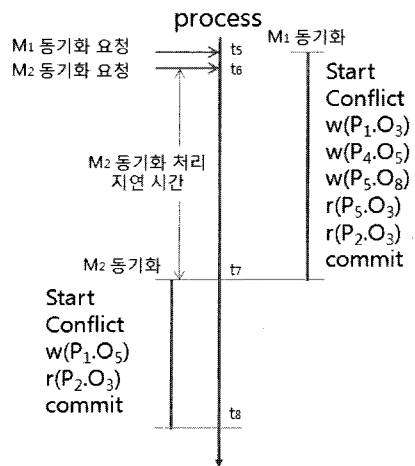 process
M₁ 동기화 요청
t₅
M₁ 동기화
M₂ 동기화 요청
t₆
Start
Conflict
w(P₁.O₃)
w(P₄.O₅)
w(P₅.O₈)
r(P₅.O₃)
r(P₂.O₃)
commit
M₂ 동기화 처리
지연 시간
M₂ 동기화
t₇
Start
Conflict
w(P₁.O₅)
r(P₂.O₃)
commit
t₈